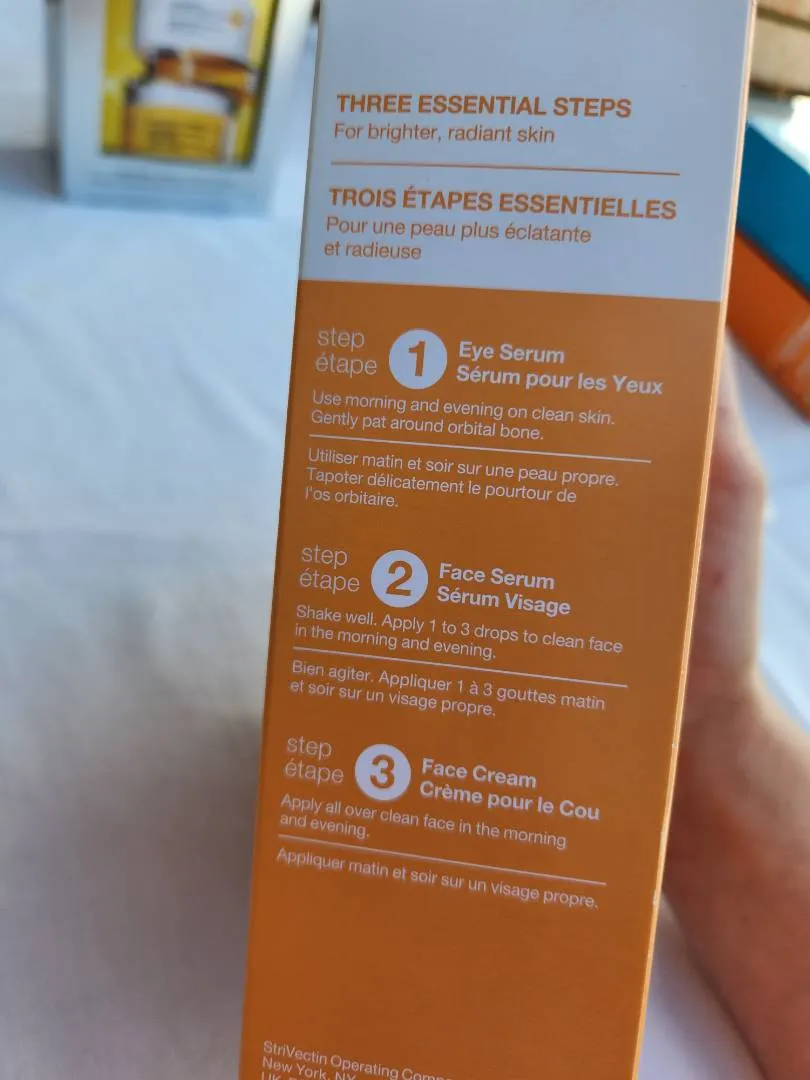 THREE ESSENTIAL STEPS
For brighter, radiant skin
TROIS ÉTAPES ESSENTIELLES
Pour une peau plus éclatante
et radieuse
step
étape
1
Eye Serum
Sérum pour les Yeux
Use morning and evening on clean skin.
Gently pat around orbital bone.
Utiliser matin et soir sur une peau propre.
Tapoter délicatement le pourtour de
l'os orbitaire.
step
étape
2
Face Serum
Sérum Visage
Shake well. Apply 1 to 3 drops to clean face
in the morning and evening.
Bien agiter. Appliquer 1 à 3 gouttes matin
et soir sur un visage propre.
step
étape
3
Face Cream
Crème pour le Cou
Apply all over clean face in the morning
and evening.
Appliquer matin et soir sur un visage propre.
StriVectin Operating
New York, NY